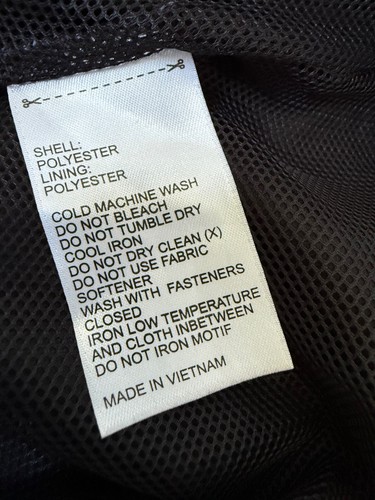 SHELL:
POLYESTER
LINING:
POLYESTER
COLD MACHINE WASH
DO NOT BLEACH
DO NOT TUMBLE DRY
COOL IRON
DO NOT DRY CLEAN (X)
DO NOT USE FABRIC
SOFTENER
WASH WITH FASTENERS
CLOSED
IRON LOW TEMPERATURE
AND CLOTH INBETWEEN
DO NOT IRON MOTIF
MADE IN VIETNAM